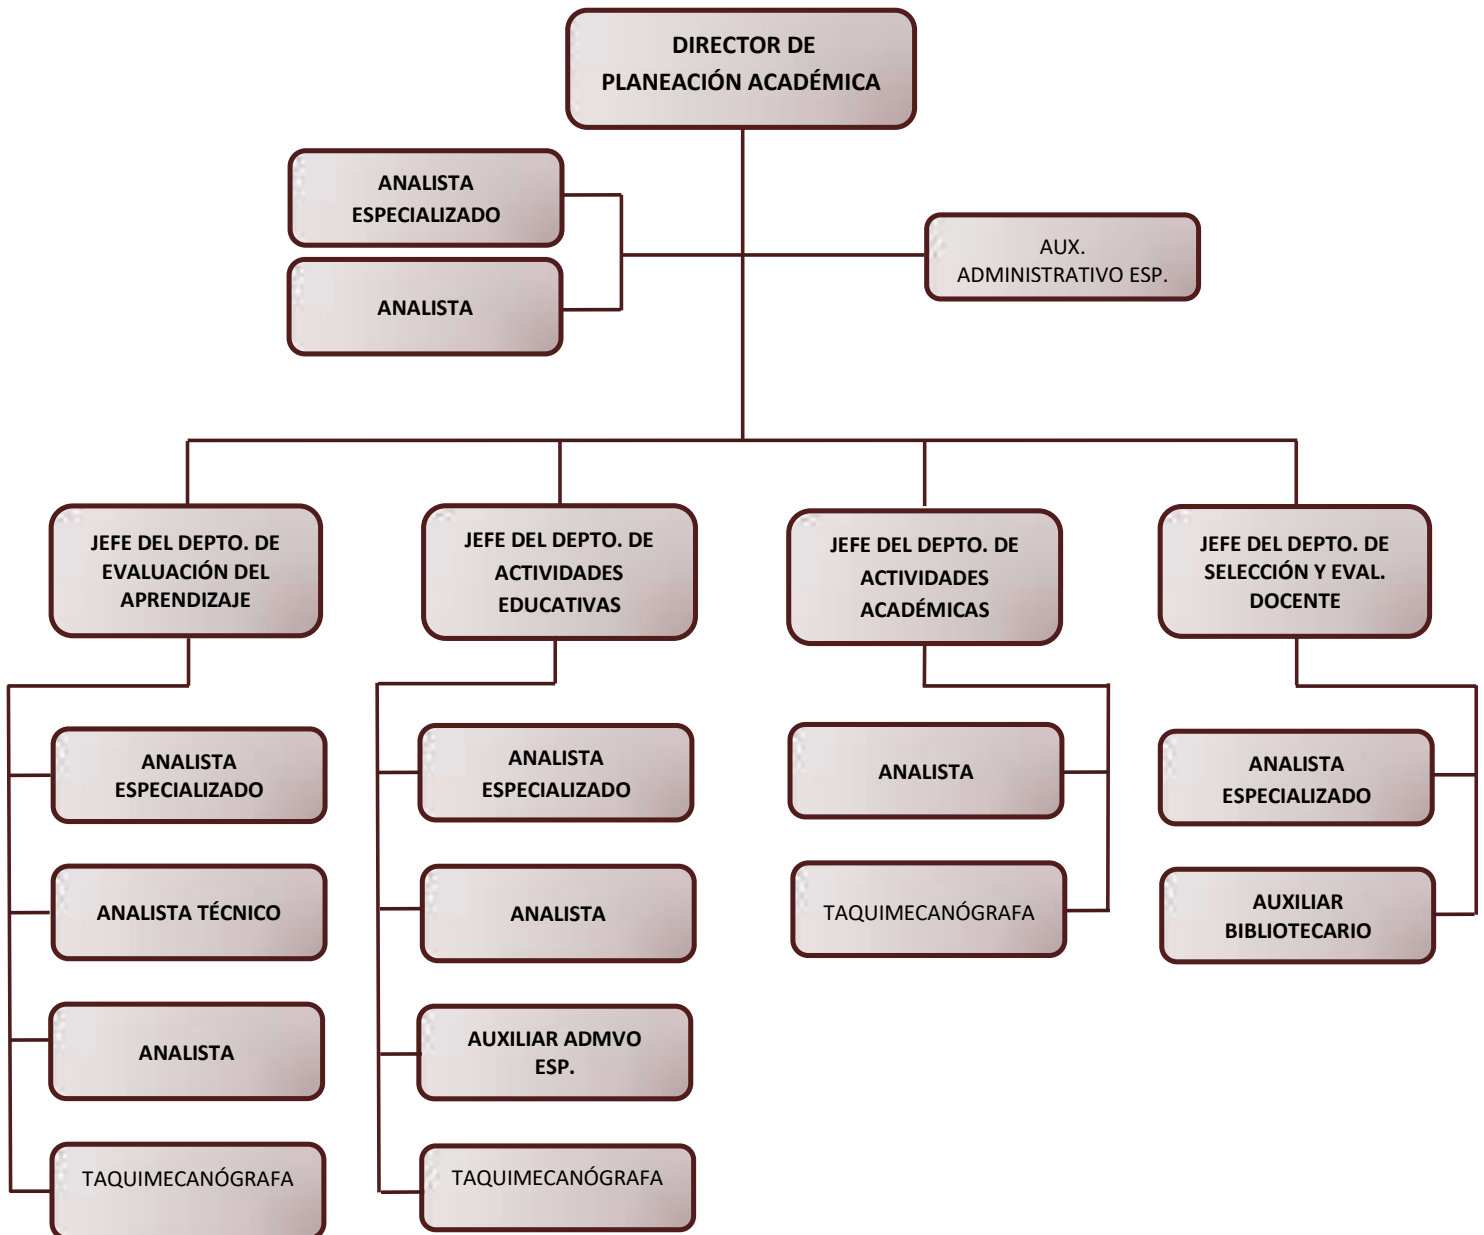 DIRECTOR DE
PLANEACIÓN ACADÉMICA
ANALISTA
ESPECIALIZADO
ANALISTA
AUX.
ADMINISTRATIVO ESP.
JEFE DEL DEPTO. DE
EVALUACIÓN DEL
APRENDIZAJE
ANALISTA
ESPECIALIZADO
ANALISTA TÉCNICO
ANALISTA
TAQUIMECANÓGRAFA
JEFE DEL DEPTO. DE
ACTIVIDADES
EDUCATIVAS
ANALISTA
ESPECIALIZADO
ANALISTA
AUXILIAR ADMVO
ESP.
TAQUIMECANÓGRAFA
JEFE DEL DEPTO. DE
ACTIVIDADES
ACADÉMICAS
ANALISTA
TAQUIMECANÓGRAFA
JEFE DEL DEPTO. DE
SELECCIÓN Y EVAL.
DOCENTE
ANALISTA
ESPECIALIZADO
AUXILIAR
BIBLIOTECARIO